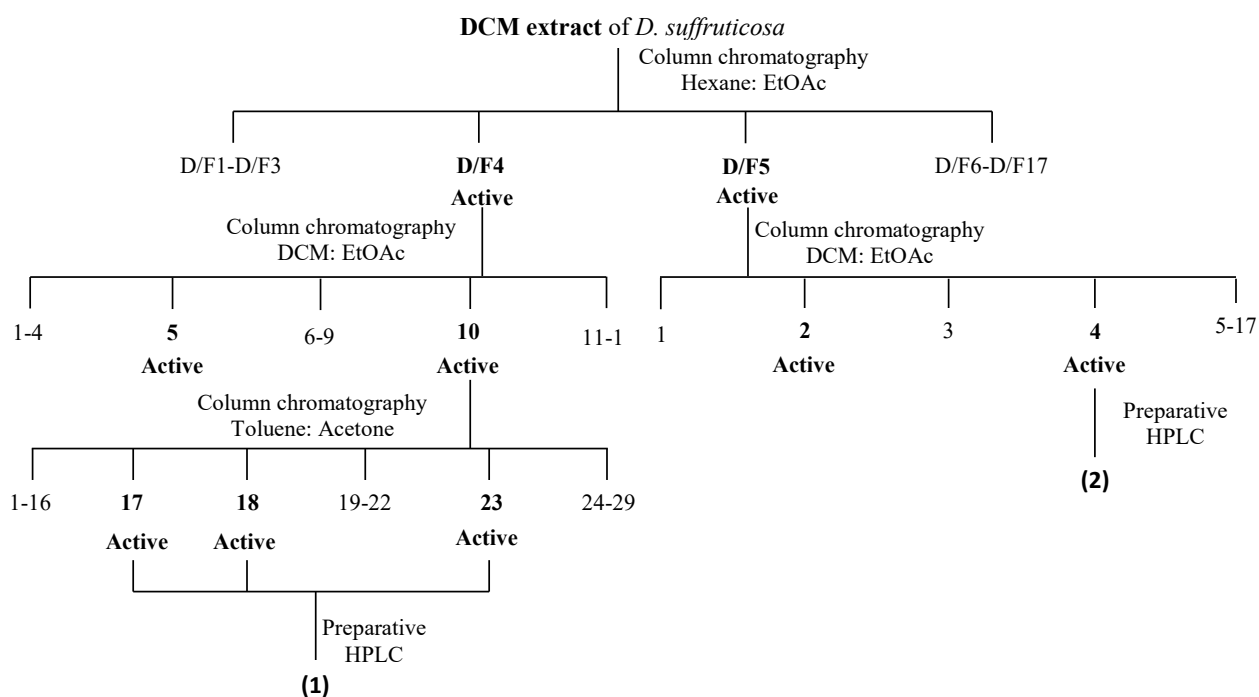 DCM extract of D. suffruticosa
Column chromatography
Hexane: EtOAc
D/F1-D/F3
D/F4
Active
D/F5
Active
D/F6-D/F17
Column chromatography
DCM: EtOAc
Column chromatography
DCM: EtOAc
1-4
5
Active
6-9
10
Active
11-1
1
2
Active
3
4
Active
5-17
Column chromatography
Toluene: Acetone
Preparative
HPLC
(2)
1-16
17
Active
18
Active
19-22
23
Active
24-29
Preparative
HPLC
(1)